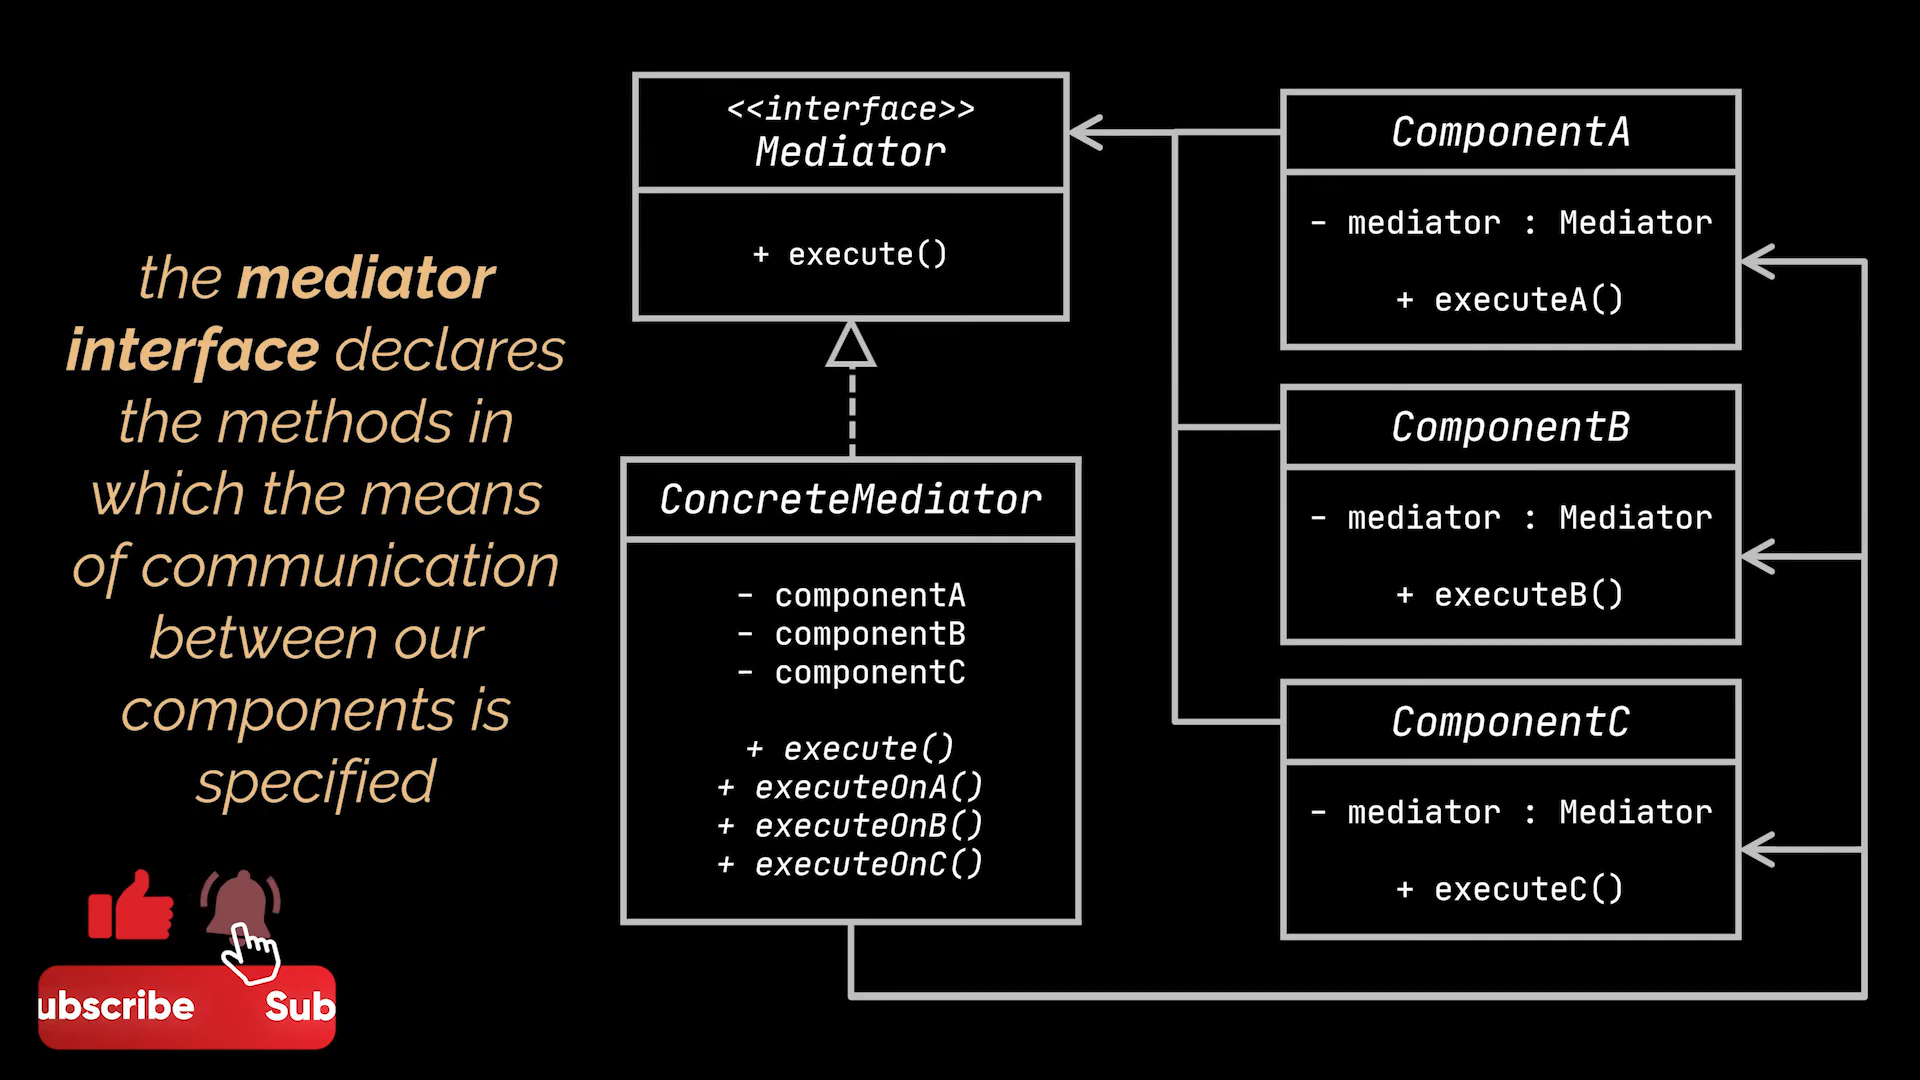 the mediator
interface declares
the methods in
which the means
of communication
between our
components is
specified
ubscribe Sub
<<interface>>
Mediator
+ execute()
ConcreteMediator
- componentA
- componentB
- componentC
+ execute()
+ executeOnA()
+ executeOnB()
+ executeOnC()
ComponentA
- mediator : Mediator
+ executeA()
ComponentB
- mediator : Mediator
+ executeB()
ComponentC
- mediator : Mediator
+ executeC()